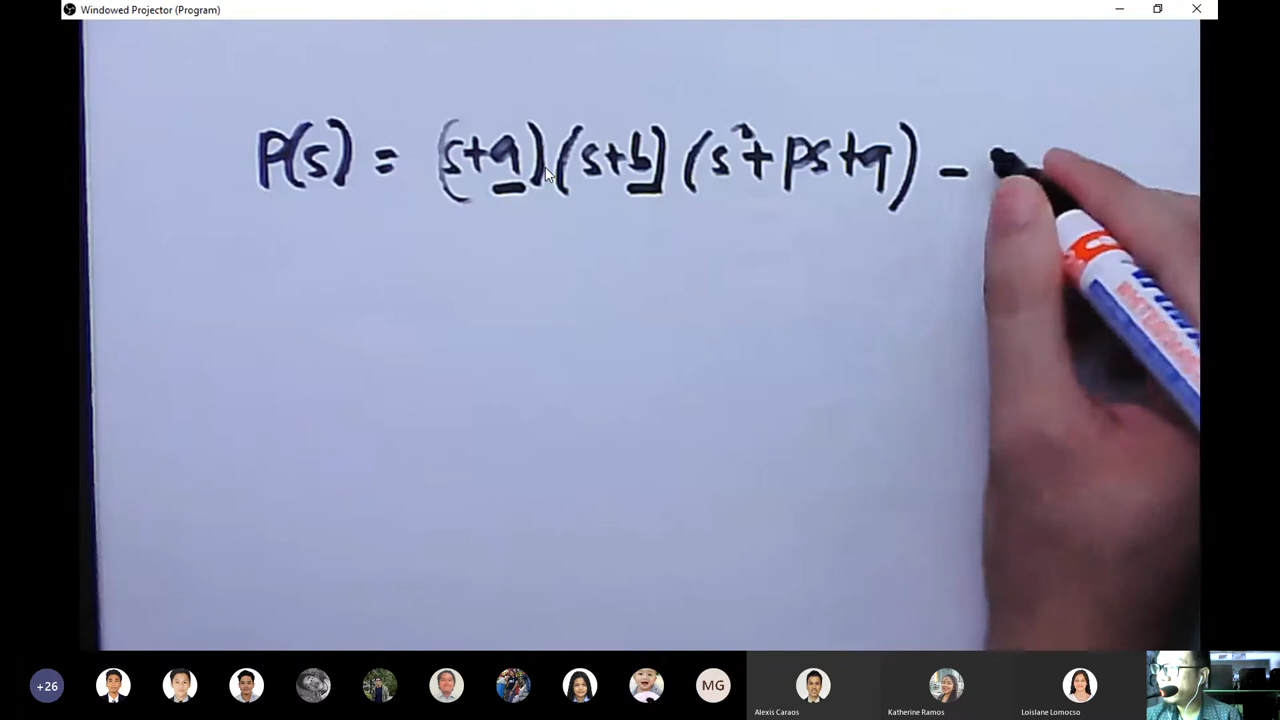 Windowed Projector (Program)
P(s) = (s+a)(s+b)(s²+ps+q) –
+26
MG
Alexis Caraos
Katherine Ramos
Loislane Lomocso